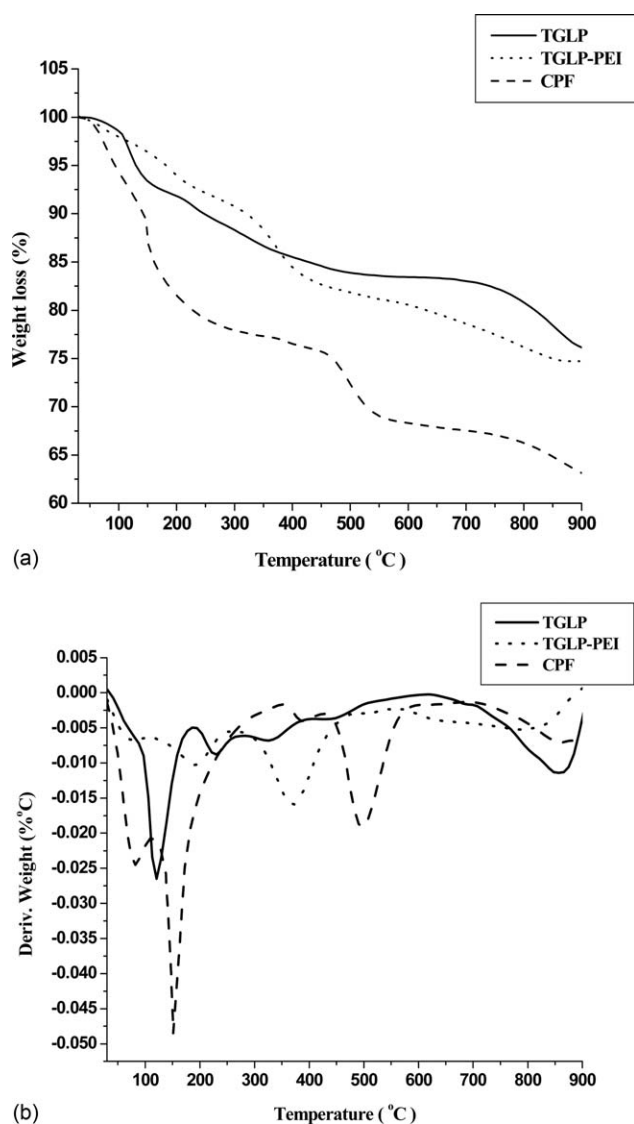 TGLP
TGLP-PEI
CPF
105
100
95
90
85
80
75
70
65
60
Weight loss (%)
100 200 300 400 500 600 700 800 900
Temperature ( °C )
(a)
TGLP
TGLP-PEI
CPF
0.005
0.000
-0.005
-0.010
-0.015
-0.020
-0.025
-0.030
-0.035
-0.040
-0.045
-0.050
Deriv. Weight (%°C)
100 200 300 400 500 600 700 800 900
Temperature ( °C )
(b)